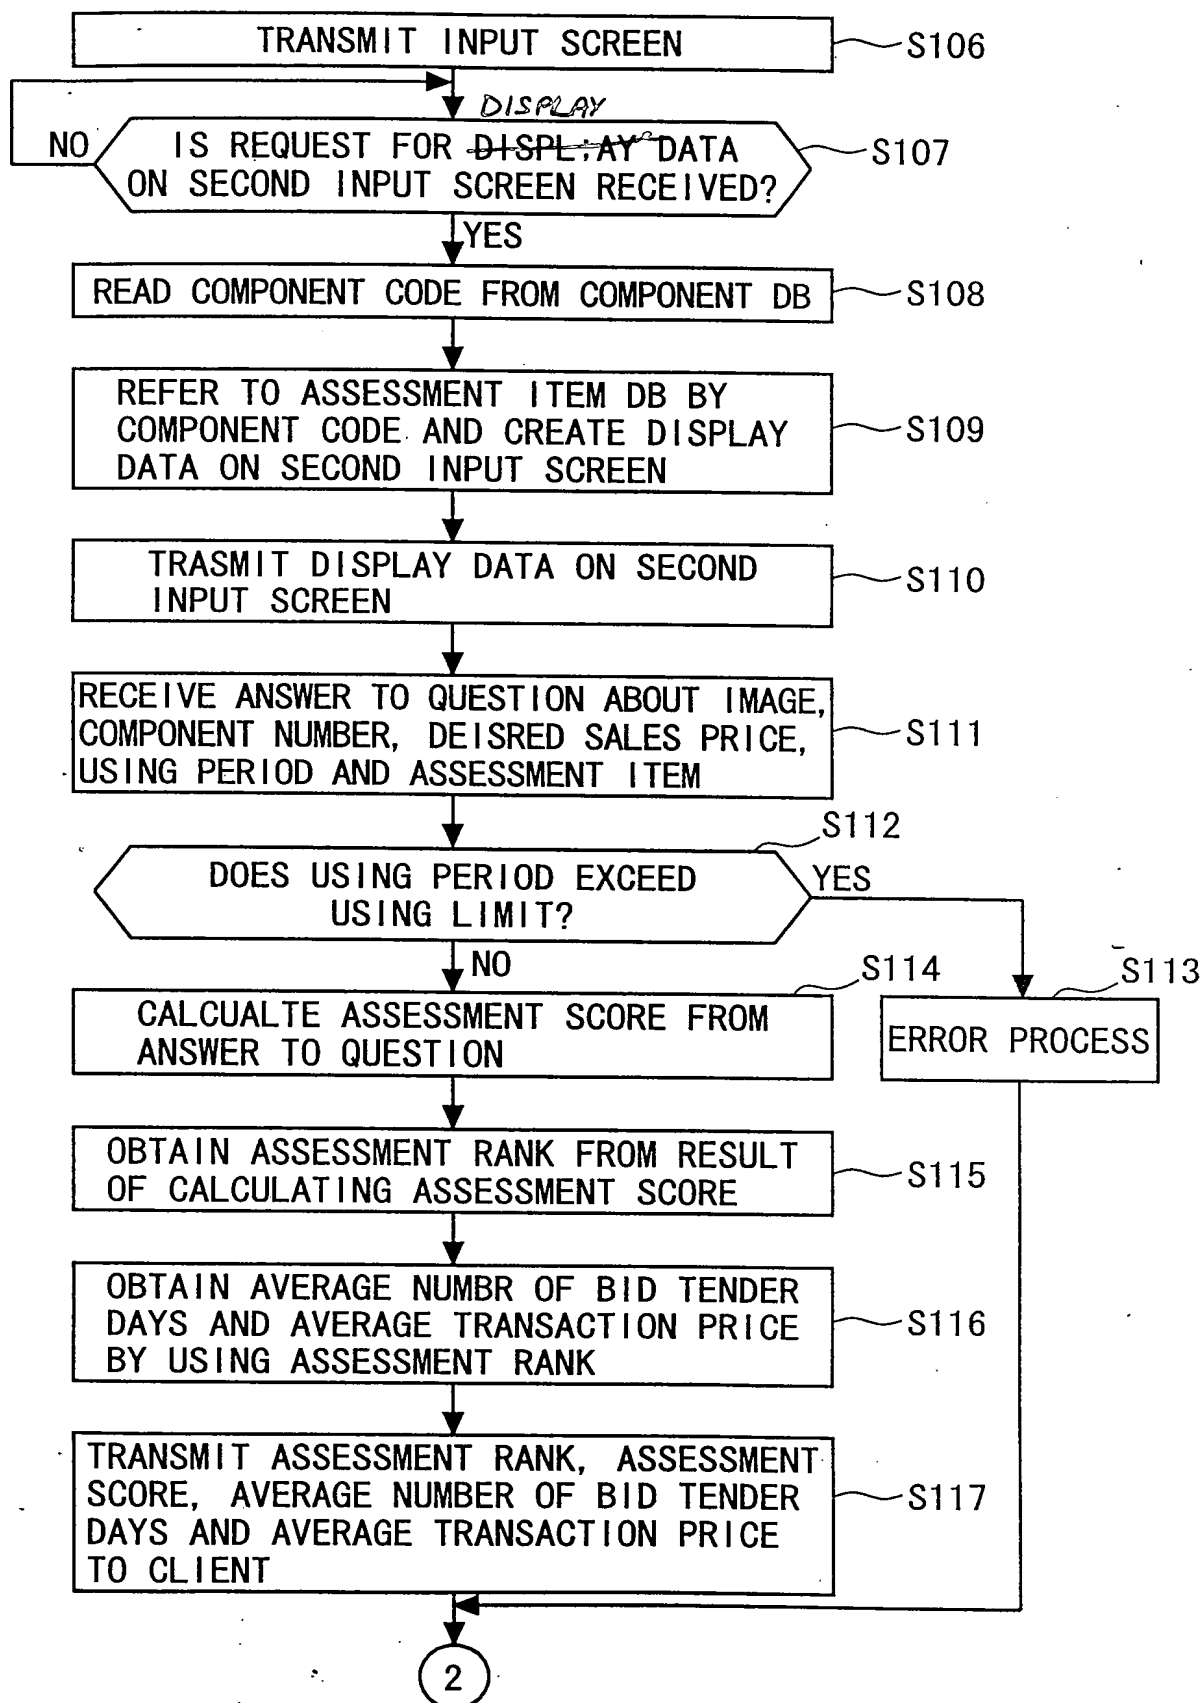 TRANSMIT INPUT SCREEN
S106
DISPLAY
NO
IS REQUEST FOR DISPL;AY DATA
ON SECOND INPUT SCREEN RECEIVED?
S107
YES
READ COMPONENT CODE FROM COMPONENT DB
S108
REFER TO ASSESSMENT ITEM DB BY
COMPONENT CODE AND CREATE DISPLAY
DATA ON SECOND INPUT SCREEN
S109
TRASMIT DISPLAY DATA ON SECOND
INPUT SCREEN
S110
RECEIVE ANSWER TO QUESTION ABOUT IMAGE,
COMPONENT NUMBER, DEISRED SALES PRICE,
USING PERIOD AND ASSESSMENT ITEM
S111
S112
DOES USING PERIOD EXCEED
USING LIMIT?
YES
NO
S114
S113
CALCUALTE ASSESSMENT SCORE FROM
ANSWER TO QUESTION
ERROR PROCESS
OBTAIN ASSESSMENT RANK FROM RESULT
OF CALCULATING ASSESSMENT SCORE
S115
OBTAIN AVERAGE NUMBR OF BID TENDER
DAYS AND AVERAGE TRANSACTION PRICE
BY USING ASSESSMENT RANK
S116
TRANSMIT ASSESSMENT RANK, ASSESSMENT
SCORE, AVERAGE NUMBER OF BID TENDER
DAYS AND AVERAGE TRANSACTION PRICE
TO CLIENT
S117
2